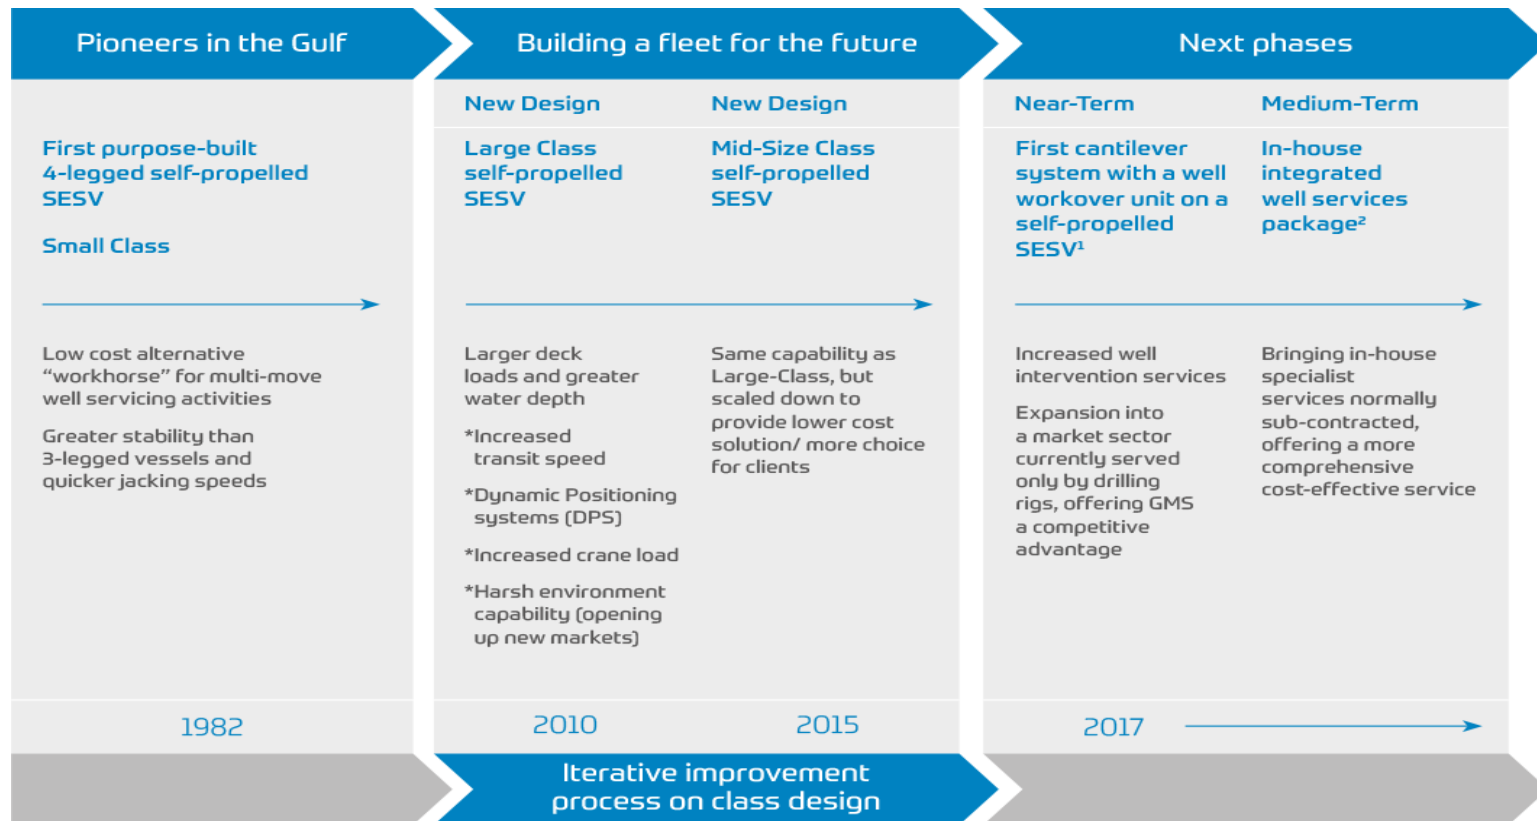 Pioneers in the Gulf
Building a fleet for the future
Next phases
First purpose-built
4-legged self-propelled
SESV
Small Class
Low cost alternative
“workhorse” for multi-move
well servicing activities
Greater stability than
3-legged vessels and
quicker jacking speeds
1982
New Design
Large Class
self-propelled
SESV
Larger deck
loads and greater
water depth
*Increased
transit speed
*Dynamic Positioning
systems (DPS)
*Increased crane load
*Harsh environment
capability (opening
up new markets)
2010
New Design
Mid-Size Class
self-propelled
SESV
Same capability as
Large-Class, but
scaled down to
provide lower cost
solution/ more choice
for clients
2015
Near-Term
First cantilever
system with a well
workover unit on a
self-propelled
SESV¹
Increased well
intervention services
Expansion into
a market sector
currently served
only by drilling
rigs, offering GMS
a competitive
advantage
2017
Medium-Term
In-house
integrated
well services
package²
Bringing in-house
specialist
services normally
sub-contracted,
offering a more
comprehensive
cost-effective service
Iterative improvement
process on class design